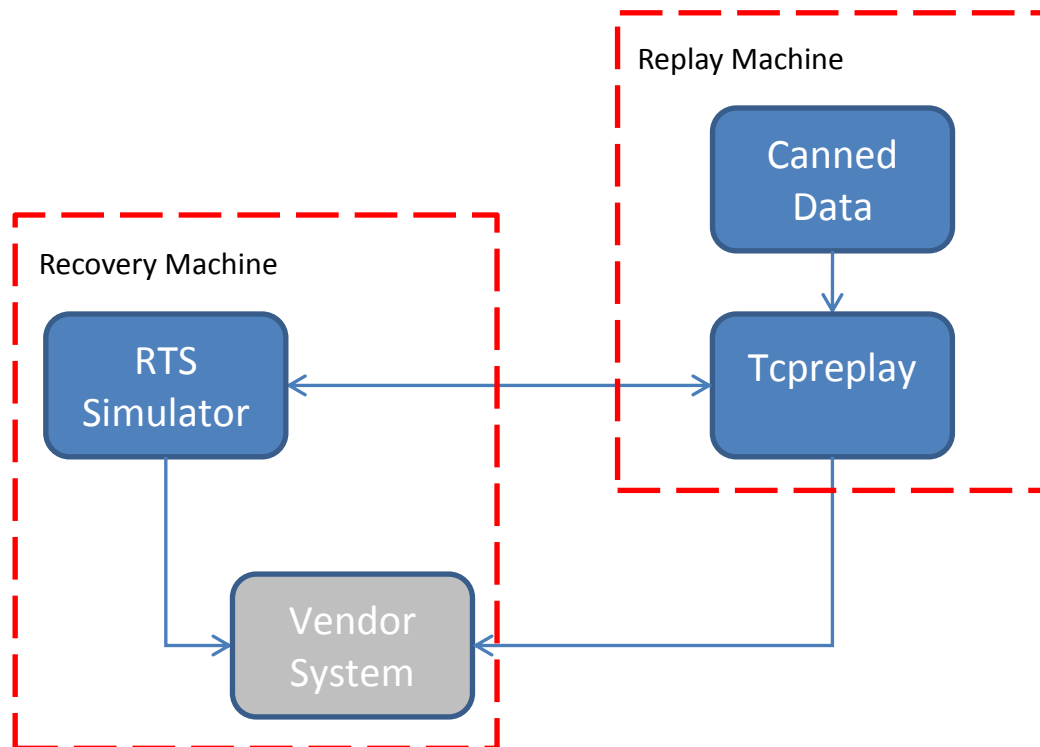 Replay Machine
Canned
Data
Recovery Machine
RTS
Simulator
Tcpreplay
Vendor
System